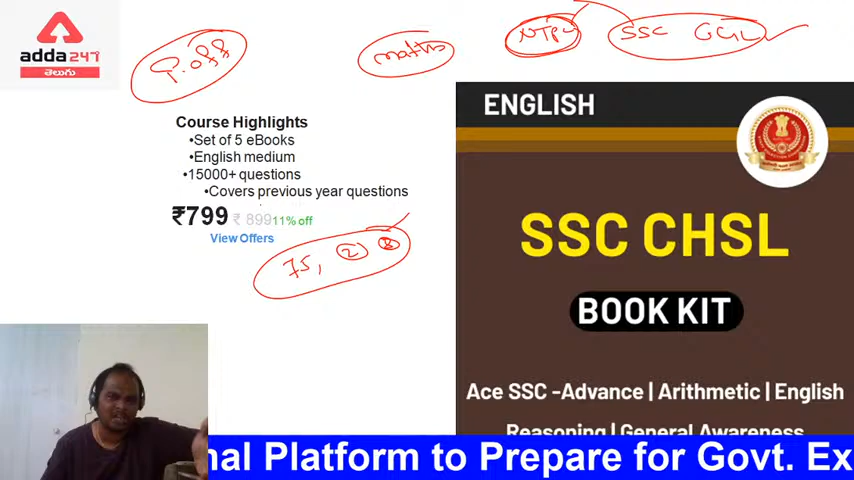 adda247
తెలుగు
maths
NTPC
SSC CGL
Course Highlights
•Set of 5 eBooks
•English medium
•15000+ questions
•Covers previous year questions
₹799 ₹ 899 11% off
View Offers
75, 2
ENGLISH
SSC CHSL
BOOK KIT
Ace SSC -Advance | Arithmetic | English
Reasoning | General Awareness
nal Platform to Prepare for Govt. Ex